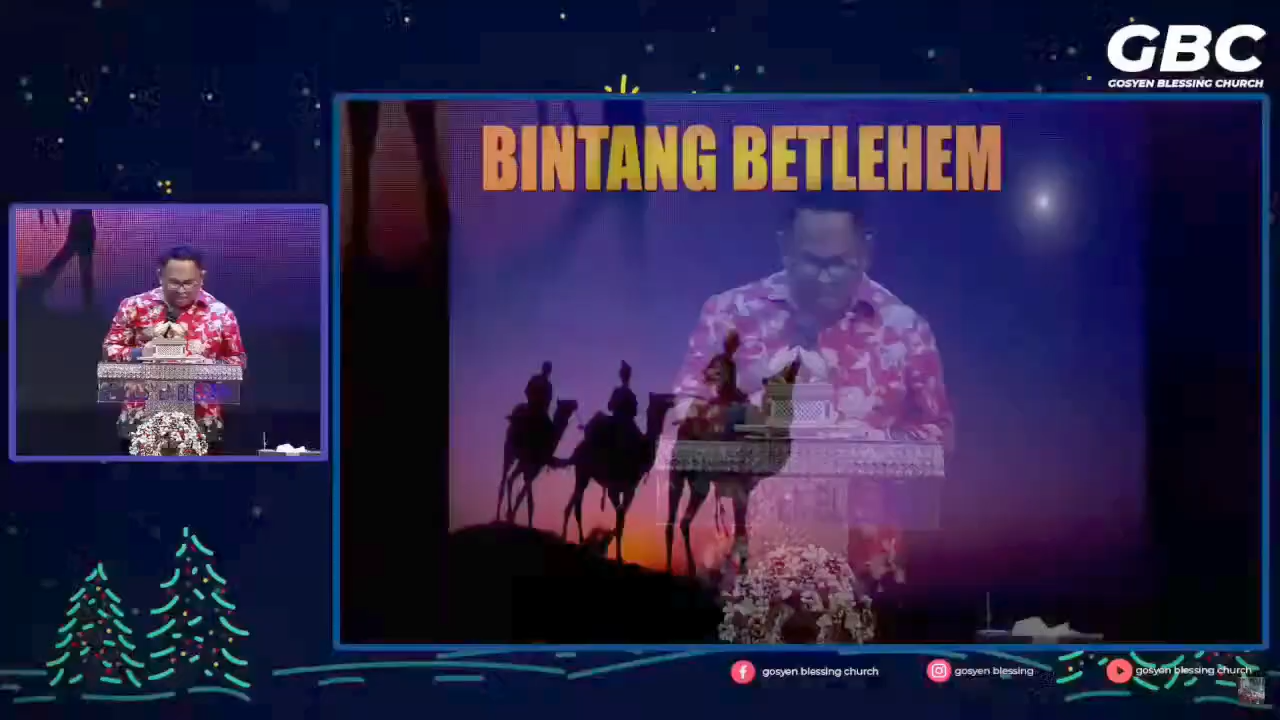 GBC
GOSYEN BLESSING CHURCH
BINTANG BETLEHEM
gosyen blessing church
gosyen blessing
gosyen blessing church